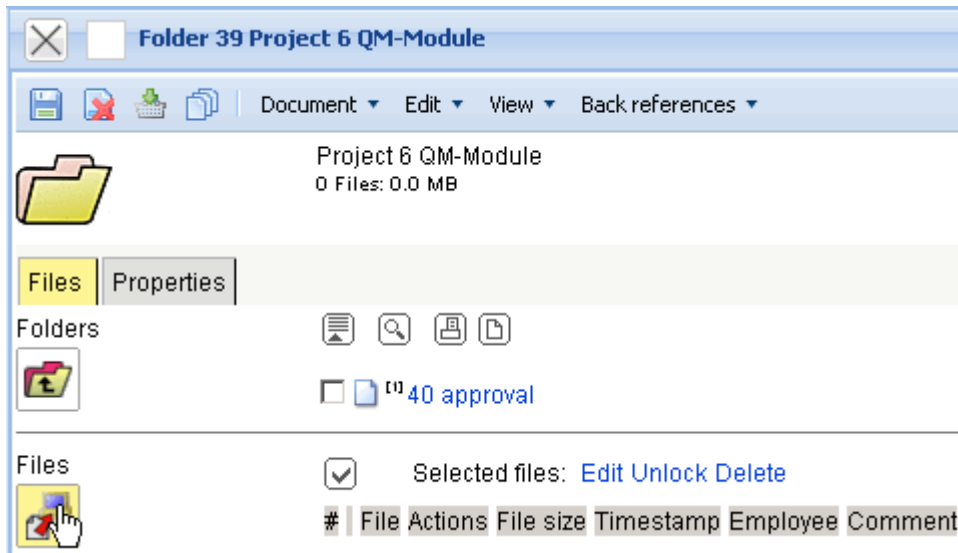 Folder 39 Project 6 QM-Module
Document Edit View Back references
Project 6 QM-Module
0 Files: 0.0 MB
Files Properties
Folders
[1] 40 approval
Files
Selected files: Edit Unlock Delete
# File Actions File size Timestamp Employee Comment